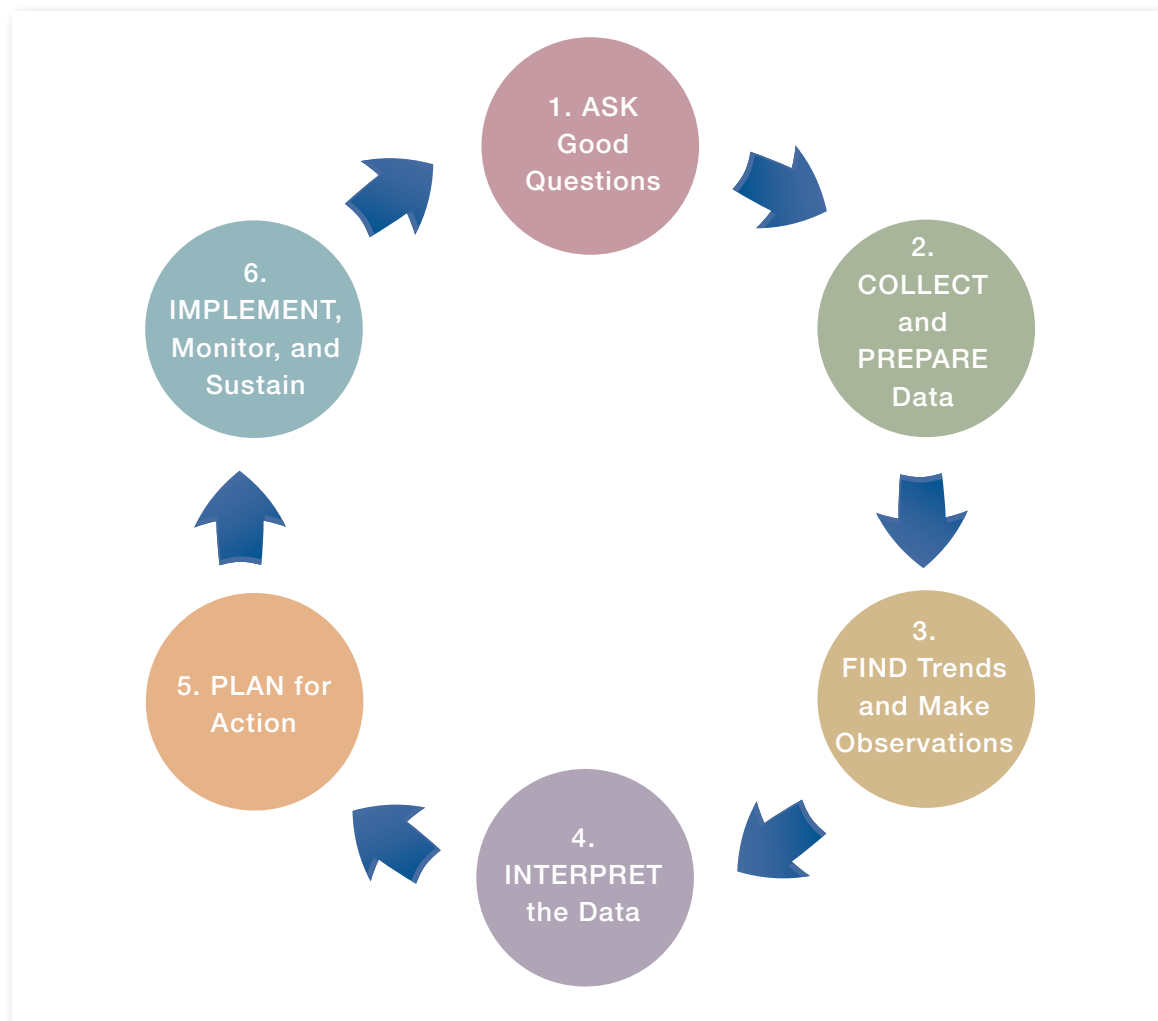 1. ASK
Good
Questions
2.
COLLECT
and
PREPARE
Data
3.
FIND Trends
and Make
Observations
4.
INTERPRET
the Data
5. PLAN for
Action
6.
IMPLEMENT,
Monitor, and
Sustain